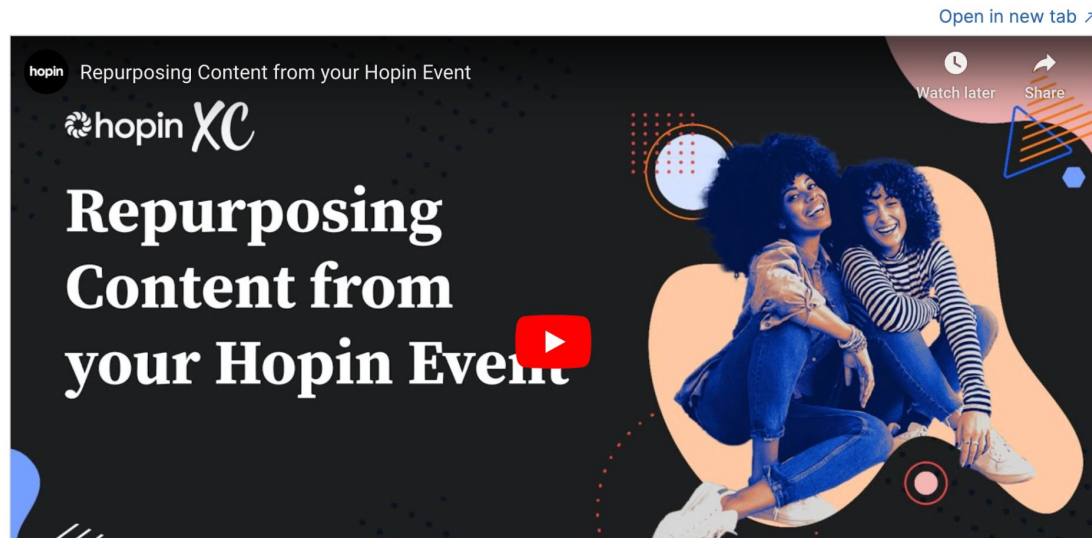 Open in new tab ↗
hopin
Repurposing Content from your Hopin Event
Watch later
Share
hopin XC
Repurposing
Content from
your Hopin Event